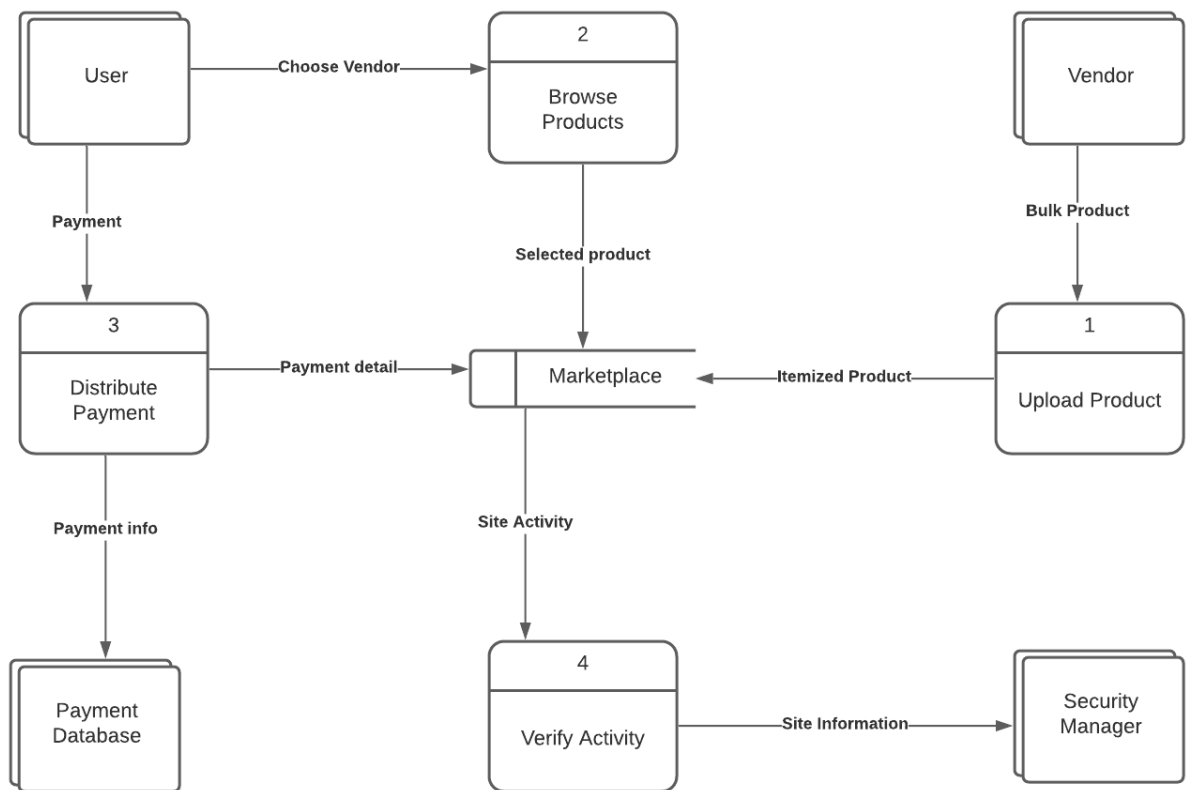 User
Choose Vendor
2
Browse
Products
Vendor
Payment
Selected product
Bulk Product
3
Distribute
Payment
Payment detail
Marketplace
Itemized Product
1
Upload Product
Payment info
Site Activity
Payment
Database
4
Verify Activity
Site Information
Security
Manager